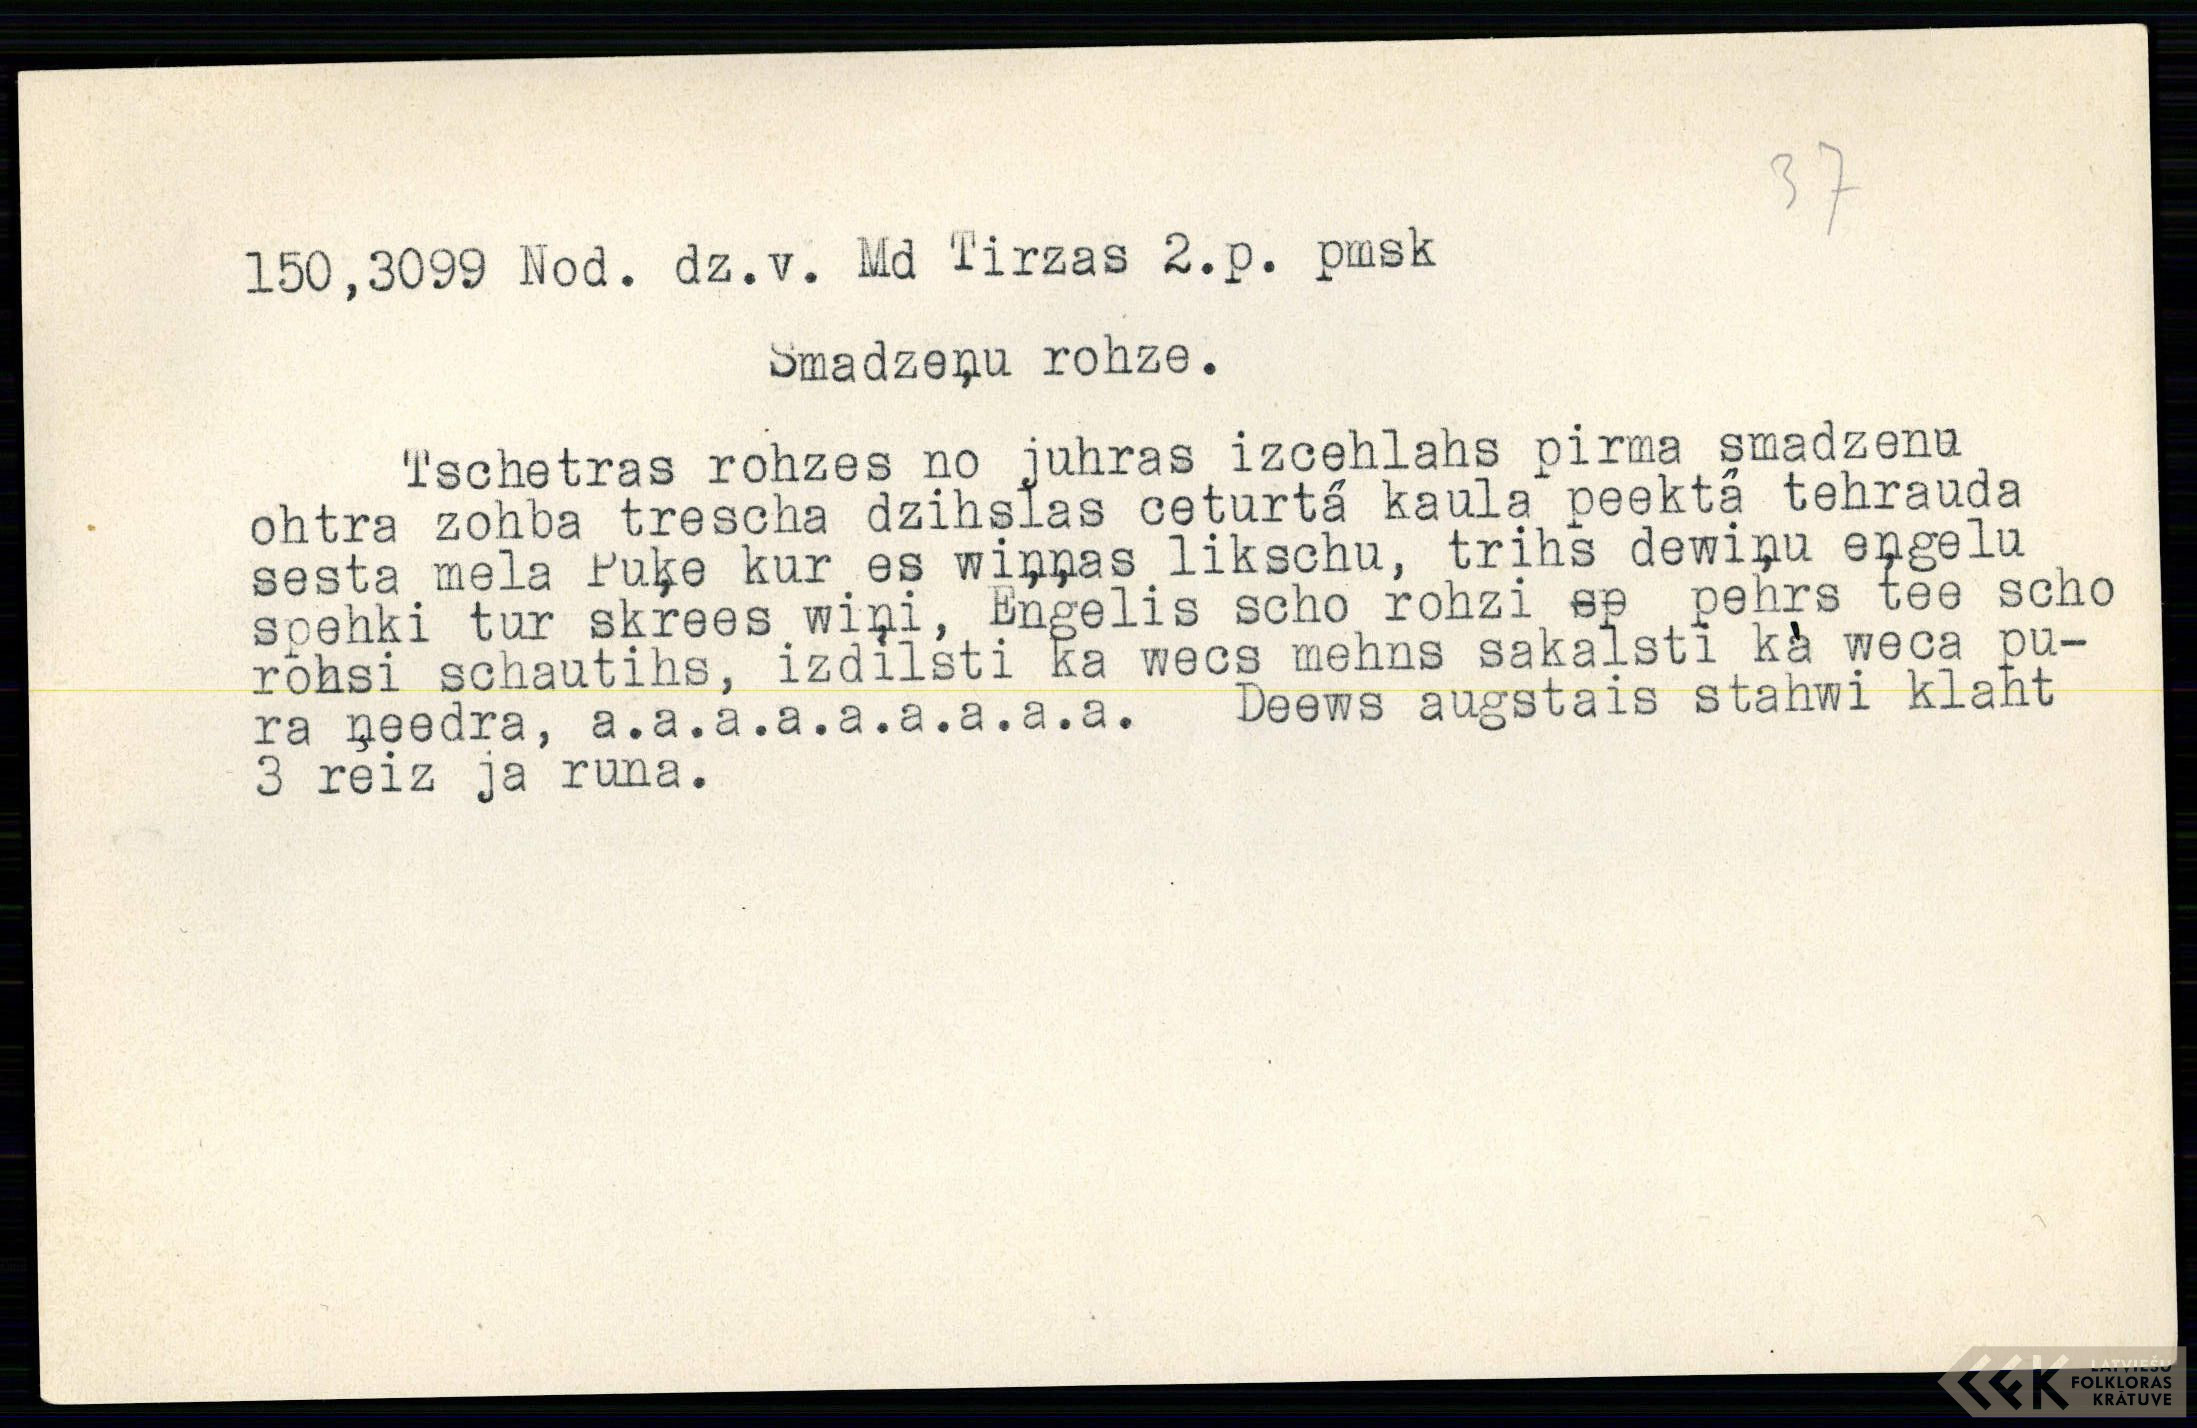 37
150,3099 Nod. dz.v. Md Tirzas 2.p. pmsk
Smadzeņu rohze.
Tschetras rohzes no juhras izcehlahs pirma smadzenu
ohtra zohba trescha dzihslas ceturtá kaula peektâ tehrauda
sesta mela Puķe kur es wiņņas likschu, trihs dewiņu eņgelu
spehki tur skrees wiņi, Engelis scho rohzi sp pehrs tee scho
rohsi schautihs, izdilsti ka wecs mehns sakalsti kà weca pu-
ra ņeedra, a.a.a.a.a.a.a.a.a. Deews augstais stahwi klaht
3 reiz ja runa.
LATVIEŠU
FOLKLORAS
KRĀTUVE